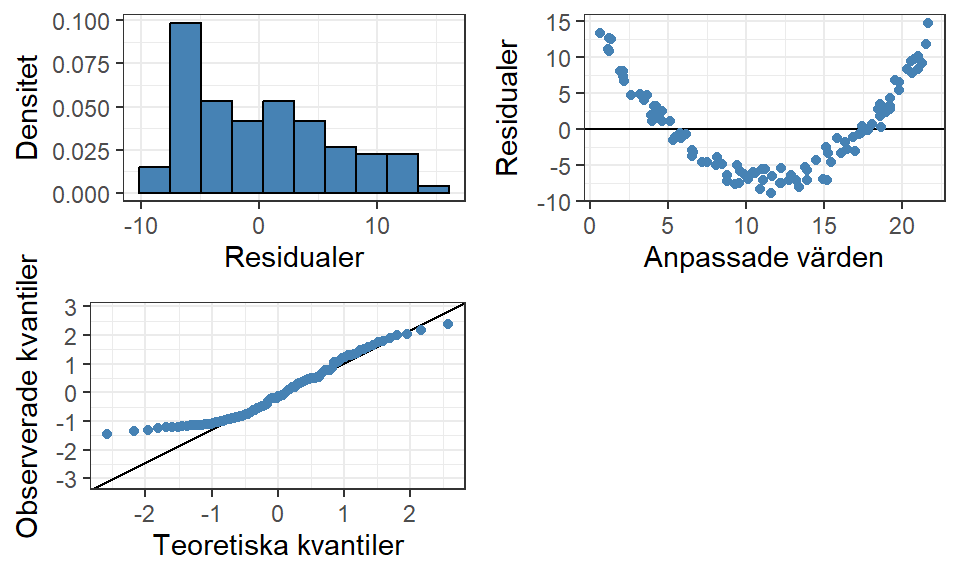 Densitet
0.100
0.075
0.050
0.025
0.000
-10 0 10
Residualer
Residualer
15
10
5
0
-5
-10
0 5 10 15 20
Anpassade värden
Observerade kvantiler
3
2
1
0
-1
-2
-3
-2 -1 0 1 2
Teoretiska kvantiler